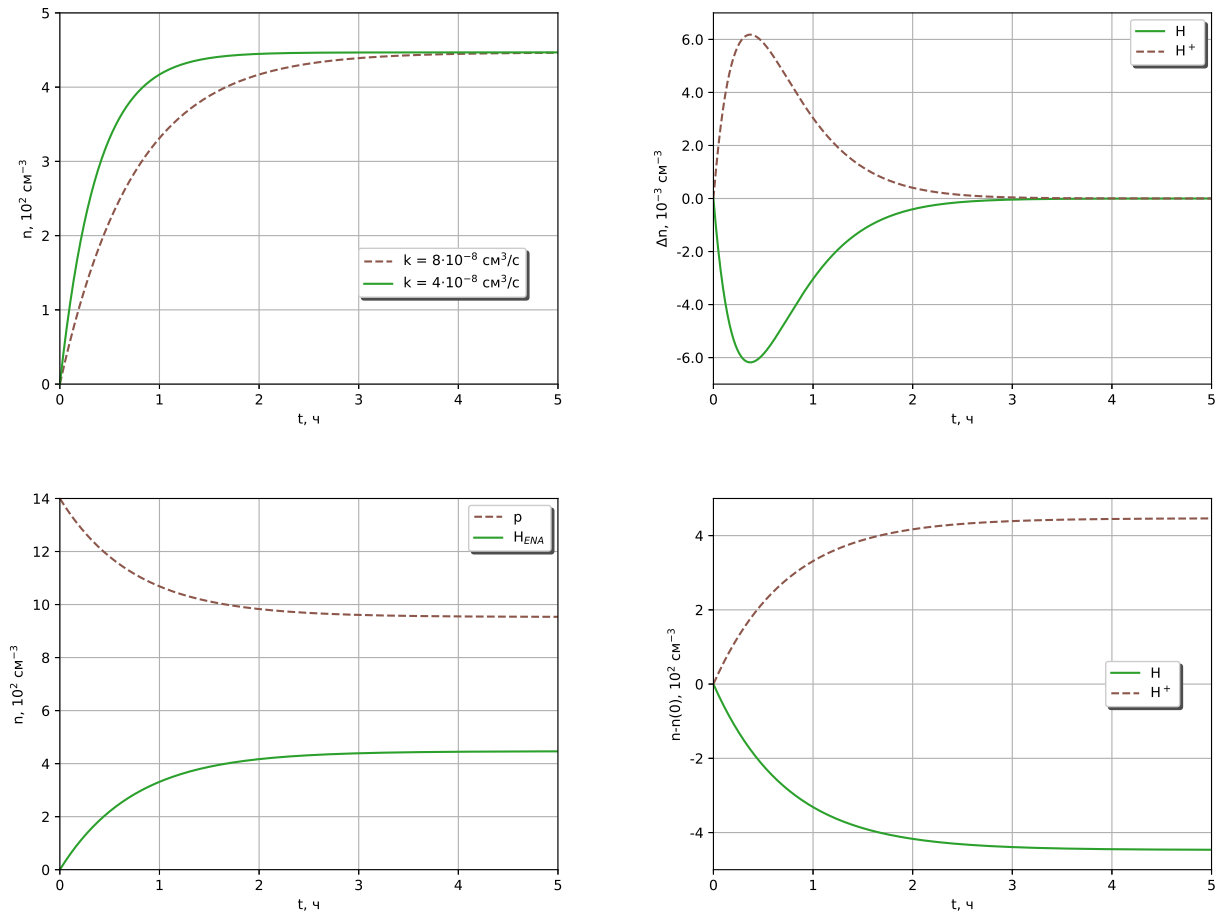 5
4
3
2
1
0
n, 10² см⁻³
k = 8·10⁻⁸ см³/с
k = 4·10⁻⁸ см³/с
0 1 2 3 4 5
t, ч
6.0
4.0
2.0
0.0
-2.0
-4.0
-6.0
Δn, 10⁻³ см⁻³
H
H⁺
0 1 2 3 4 5
t, ч
14
12
10
8
6
4
2
0
n, 10² см⁻³
p
H_ENA
0 1 2 3 4 5
t, ч
4
2
0
-2
-4
n-n(0), 10² см⁻³
H
H⁺
0 1 2 3 4 5
t, ч